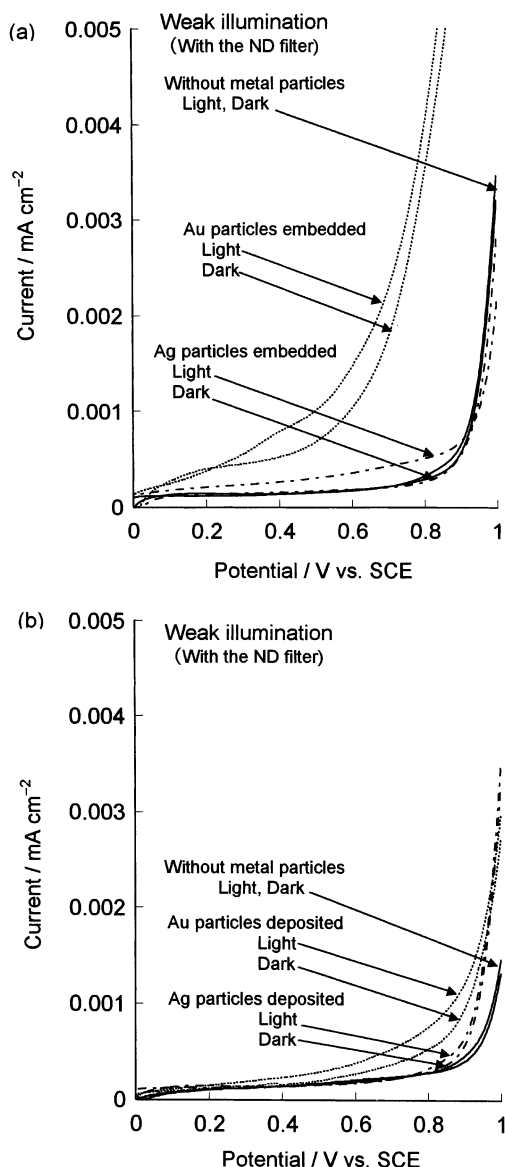 (a)
Weak illumination
(With the ND filter)
0.005
Without metal particles
Light, Dark
0.004
0.003
Au particles embedded
Light
Dark
0.002
Ag particles embedded
Light
Dark
0.001
0
Current / mA cm⁻²
0 0.2 0.4 0.6 0.8 1
Potential / V vs. SCE
(b)
Weak illumination
(With the ND filter)
0.005
0.004
0.003
Without metal particles
Light, Dark
0.002
Au particles deposited
Light
Dark
0.001
Ag particles deposited
Light
Dark
0
Current / mA cm⁻²
0 0.2 0.4 0.6 0.8 1
Potential / V vs. SCE